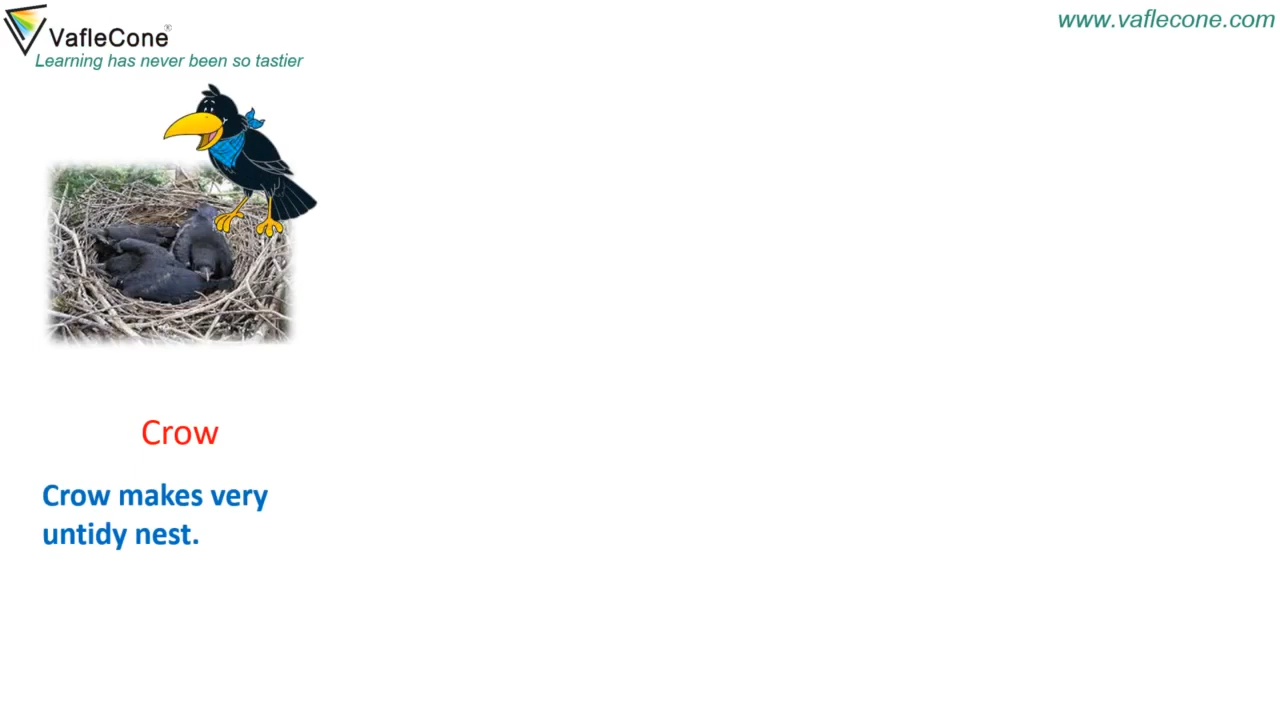 VafleCone®
www.vaflecone.com
Learning has never been so tastier
Crow
Crow makes very
untidy nest.